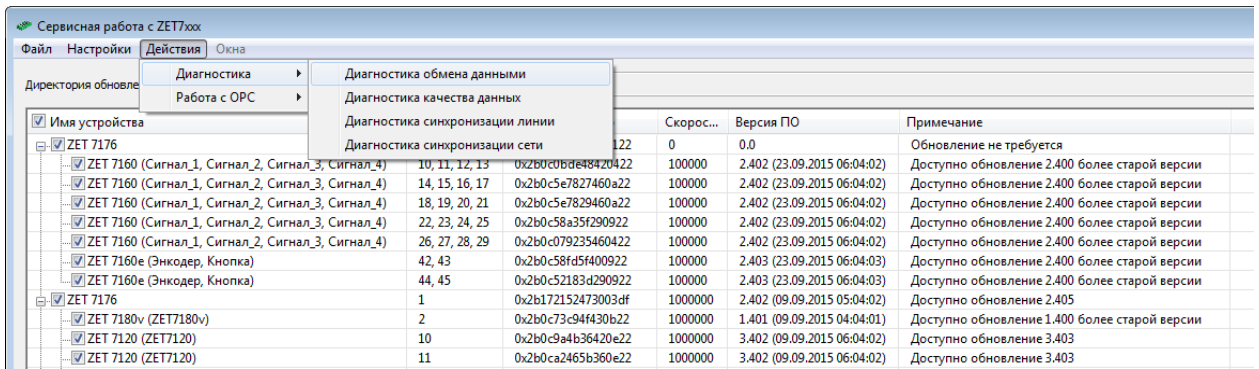 Сервисная работа с ZET7xxx
Файл Настройки Действия Окна
Диагностика Диагностика обмена данными
Директория обновле
Работа с OPC Диагностика качества данных
Диагностика синхронизации линии
Диагностика синхронизации сети
Имя устройства Скорос... Версия ПО Примечание
ZET 7176 122 0 0.0 Обновление не требуется
ZET 7160 (Сигнал_1, Сигнал_2, Сигнал_3, Сигнал_4) 10, 11, 12, 13 0x2b0c0bde48420422 100000 2.402 (23.09.2015 06:04:02) Доступно обновление 2.400 более старой версии
ZET 7160 (Сигнал_1, Сигнал_2, Сигнал_3, Сигнал_4) 14, 15, 16, 17 0x2b0c5e7827460a22 100000 2.402 (23.09.2015 06:04:02) Доступно обновление 2.400 более старой версии
ZET 7160 (Сигнал_1, Сигнал_2, Сигнал_3, Сигнал_4) 18, 19, 20, 21 0x2b0c5e7829460a22 100000 2.402 (23.09.2015 06:04:02) Доступно обновление 2.400 более старой версии
ZET 7160 (Сигнал_1, Сигнал_2, Сигнал_3, Сигнал_4) 22, 23, 24, 25 0x2b0c58a35f290922 100000 2.402 (23.09.2015 06:04:02) Доступно обновление 2.400 более старой версии
ZET 7160 (Сигнал_1, Сигнал_2, Сигнал_3, Сигнал_4) 26, 27, 28, 29 0x2b0c079235460422 100000 2.402 (23.09.2015 06:04:02) Доступно обновление 2.400 более старой версии
ZET 7160e (Энкодер, Кнопка) 42, 43 0x2b0c58fd5f400922 100000 2.403 (23.09.2015 06:04:03) Доступно обновление 2.400 более старой версии
ZET 7160e (Энкодер, Кнопка) 44, 45 0x2b0c52183d290922 100000 2.403 (23.09.2015 06:04:03) Доступно обновление 2.400 более старой версии
ZET 7176 1 0x2b172152473003df 1000000 2.402 (09.09.2015 05:04:02) Доступно обновление 2.405
ZET 7180v (ZET7180v) 2 0x2b0c73c94f430b22 1000000 1.401 (09.09.2015 04:04:01) Доступно обновление 1.400 более старой версии
ZET 7120 (ZET7120) 10 0x2b0c9a4b36420e22 1000000 3.402 (09.09.2015 06:04:02) Доступно обновление 3.403
ZET 7120 (ZET7120) 11 0x2b0ca2465b360e22 1000000 3.402 (09.09.2015 06:04:02) Доступно обновление 3.403